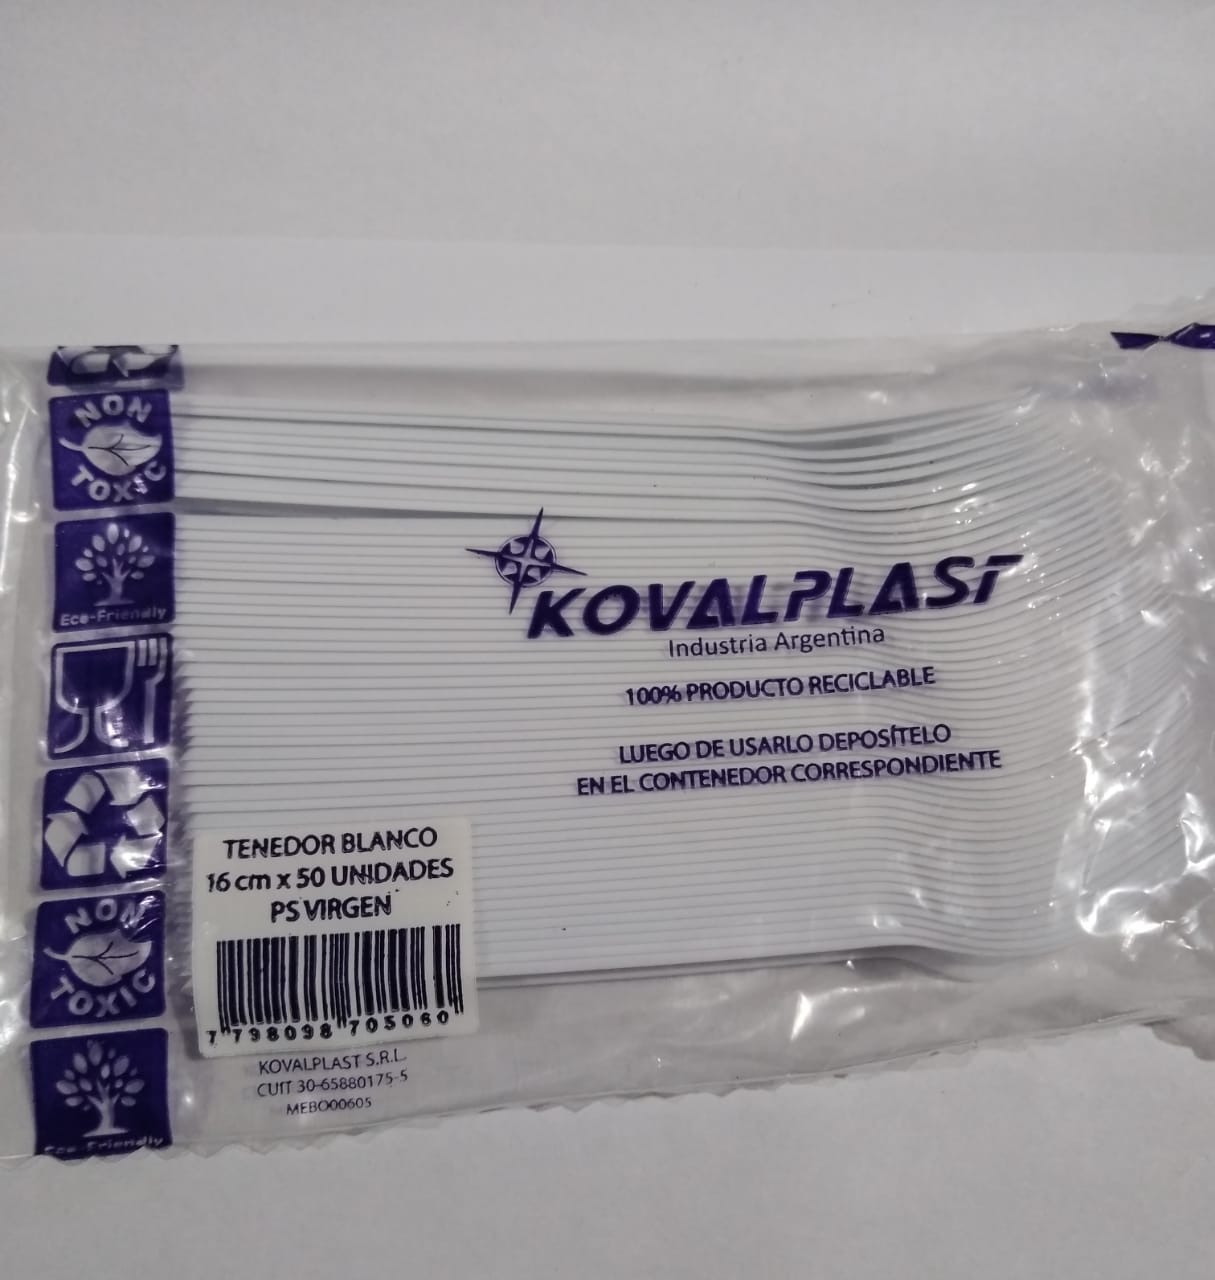 NON
TOXIC
Eco-Friendly
KOVALPLAST
Industria Argentina
100% PRODUCTO RECICLABLE
LUEGO DE USARLO DEPOSÍTELO
EN EL CONTENEDOR CORRESPONDIENTE
TENEDOR BLANCO
16 cm x 50 UNIDADES
PS VIRGEN
7 798098 705060
NON
TOXIC
KOVALPLAST S.R.L.
CUIT 30-65880175-5
MEBO00605
Eco-Friendly